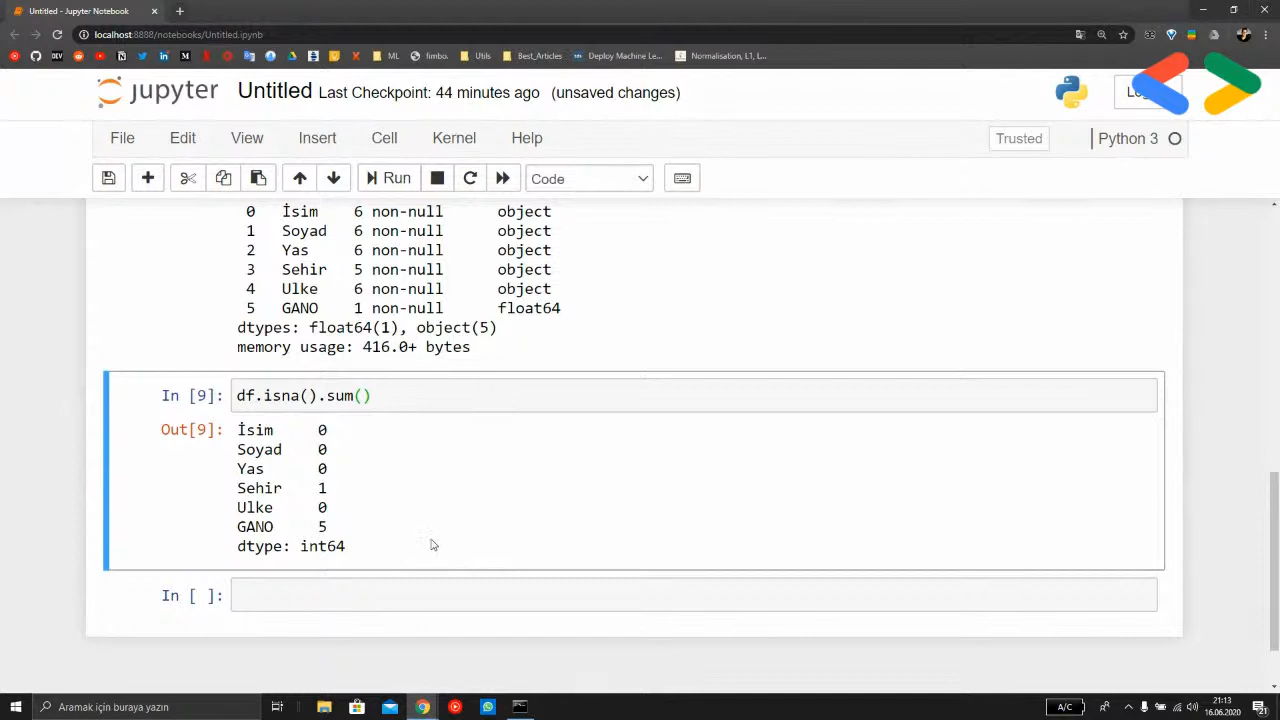 Untitled - Jupyter Notebook
localhost:8888/notebooks/Untitled.ipynb
ML
fimbo.
Utils
Best_Articles
Deploy Machine Le...
Normalisation, L1, L...
jupyter Untitled Last Checkpoint: 44 minutes ago (unsaved changes)
File Edit View Insert Cell Kernel Help
Trusted
Python 3
Run
Code
0 İsim 6 non-null object
1 Soyad 6 non-null object
2 Yas 6 non-null object
3 Sehir 5 non-null object
4 Ulke 6 non-null object
5 GANO 1 non-null float64
dtypes: float64(1), object(5)
memory usage: 416.0+ bytes
In [9]: df.isna().sum()
Out[9]: İsim 0
Soyad 0
Yas 0
Sehir 1
Ulke 0
GANO 5
dtype: int64
In [ ]:
Aramak için buraya yazın
A/C
21:13
16.06.2020
21